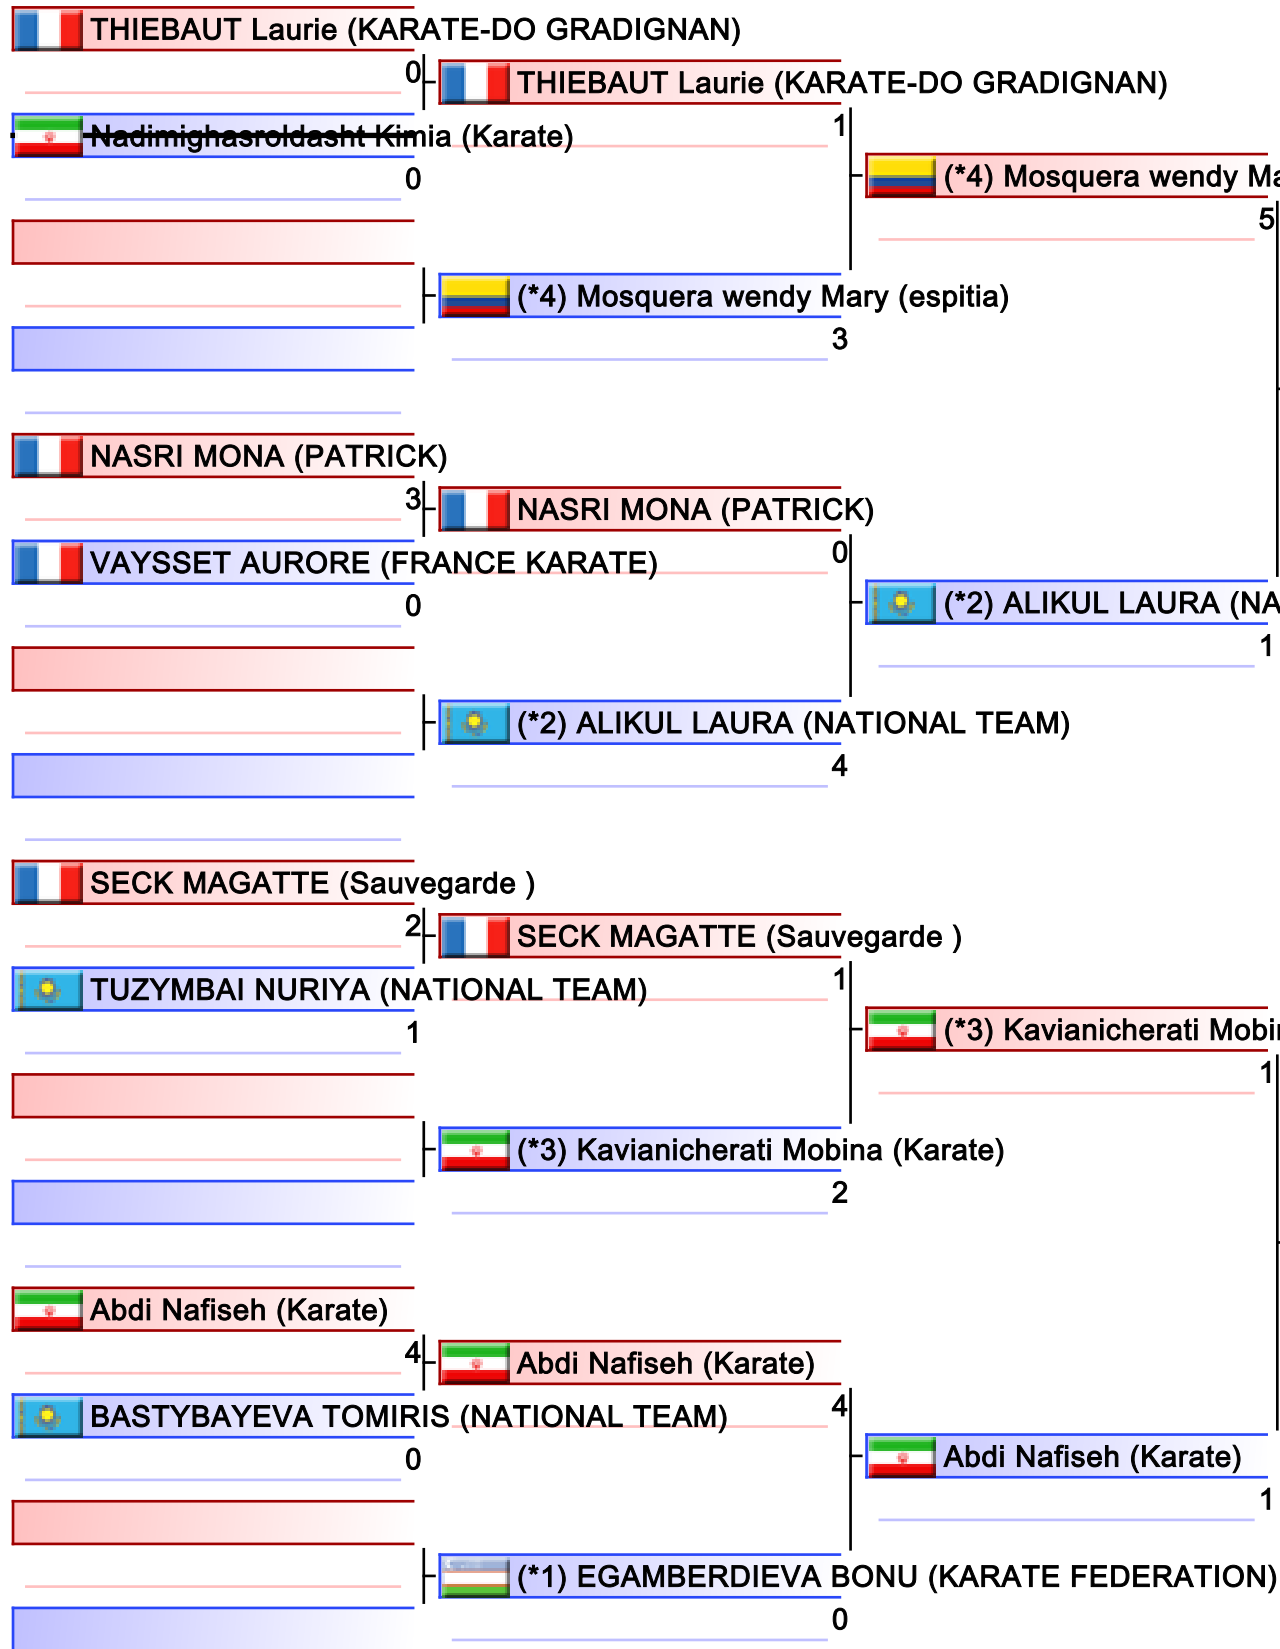 THIEBAUT Laurie (KARATE-DO GRADIGNAN)
0
Nadimighasroldasht Kimia (Karate)
0
NASRI MONA (PATRICK)
3
VAYSSET AURORE (FRANCE KARATE)
0
SECK MAGATTE (Sauvegarde )
2
TUZYMBAI NURIYA (NATIONAL TEAM)
1
Abdi Nafiseh (Karate)
4
BASTYBAYEVA TOMIRIS (NATIONAL TEAM)
0
THIEBAUT Laurie (KARATE-DO GRADIGNAN)
1
(*4) Mosquera wendy Mary (espitia)
3
NASRI MONA (PATRICK)
0
(*2) ALIKUL LAURA (NATIONAL TEAM)
4
SECK MAGATTE (Sauvegarde )
1
(*3) Kavianicherati Mobina (Karate)
2
Abdi Nafiseh (Karate)
4
(*1) EGAMBERDIEVA BONU (KARATE FEDERATION)
0
(*4) Mosquera wendy Ma
5
(*2) ALIKUL LAURA (NA
1
(*3) Kavianicherati Mobin
1
Abdi Nafiseh (Karate)
1